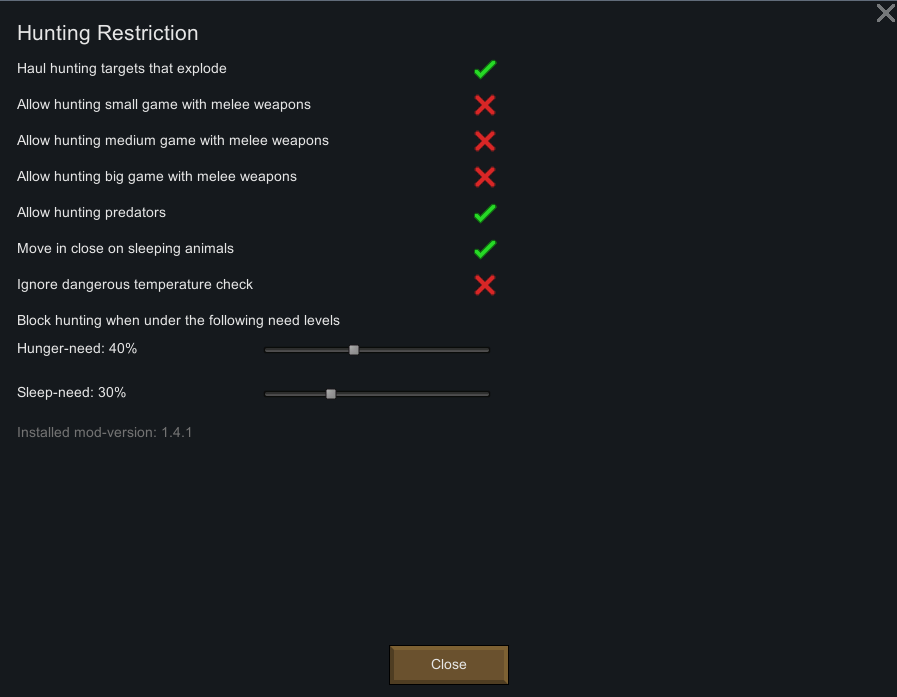 Hunting Restriction
Haul hunting targets that explode
Allow hunting small game with melee weapons
Allow hunting medium game with melee weapons
Allow hunting big game with melee weapons
Allow hunting predators
Move in close on sleeping animals
Ignore dangerous temperature check
Block hunting when under the following need levels
Hunger-need: 40%
Sleep-need: 30%
Installed mod-version: 1.4.1
Close